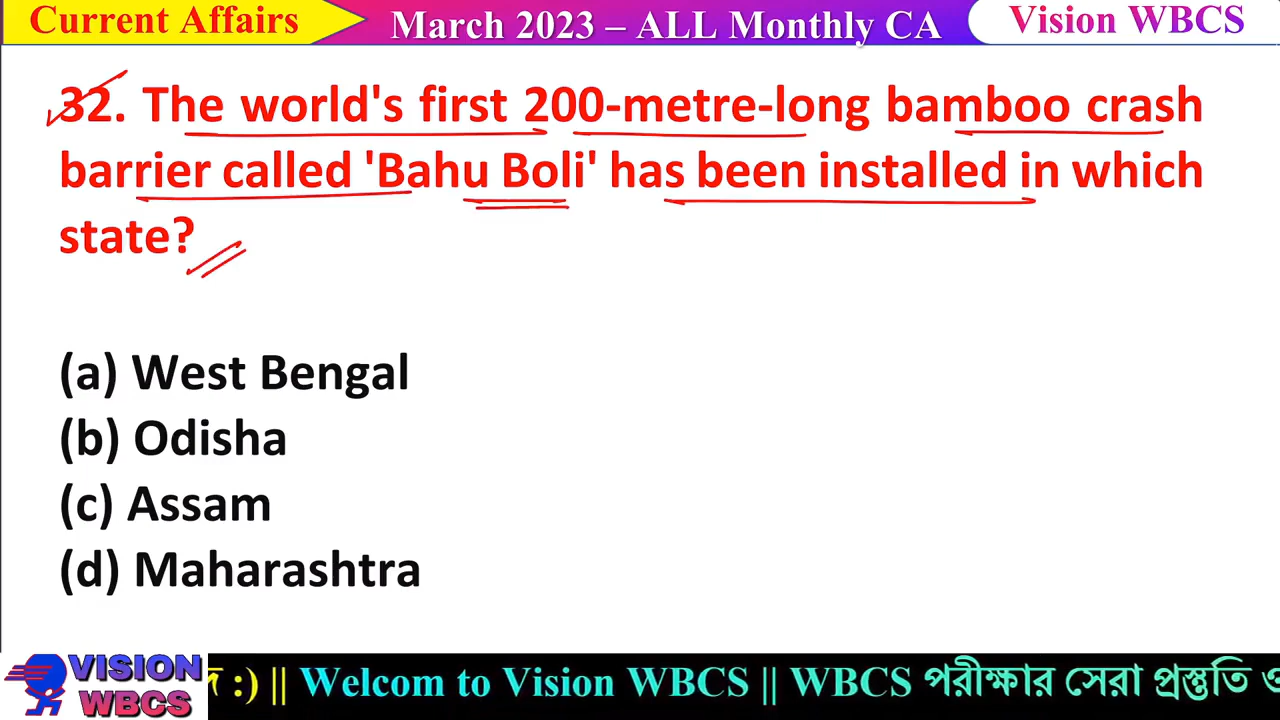 Current Affairs
March 2023 – ALL Monthly CA
Vision WBCS
32. The world's first 200-metre-long bamboo crash
barrier called 'Bahu Boli' has been installed in which
state?
(a) West Bengal
(b) Odisha
(c) Assam
(d) Maharashtra
VISION
WBCS
:) || Welcom to Vision WBCS || WBCS পরীক্ষার সেরা প্রস্তুতি